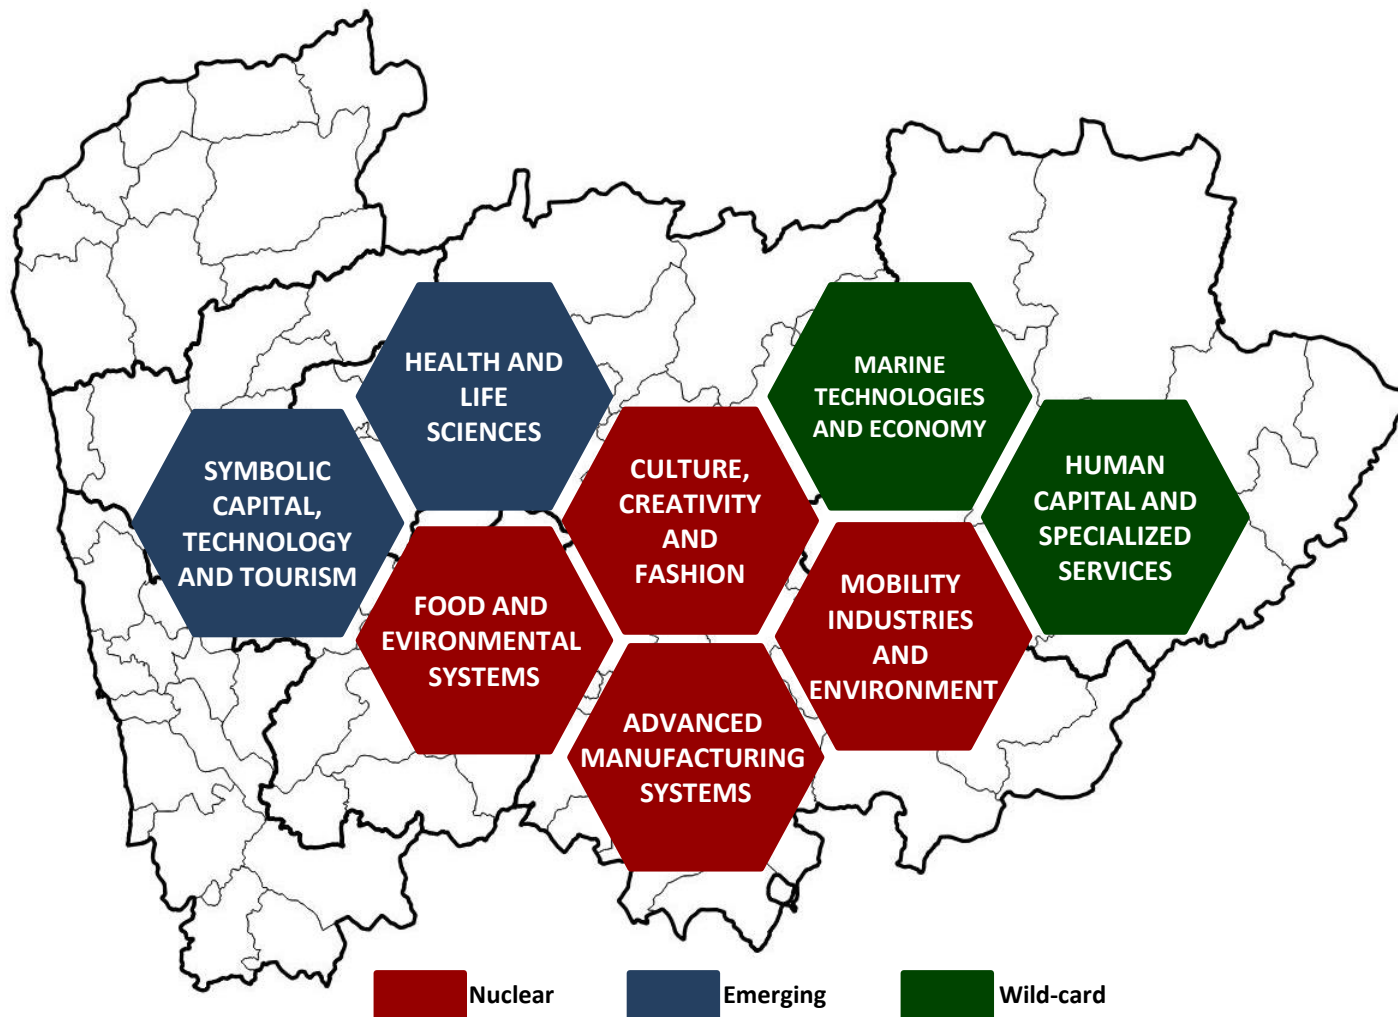 HEALTH AND
LIFE
SCIENCES
MARINE
TECHNOLOGIES
AND ECONOMY
SYMBOLIC
CAPITAL,
TECHNOLOGY
AND TOURISM
CULTURE,
CREATIVITY
AND
FASHION
HUMAN
CAPITAL AND
SPECIALIZED
SERVICES
FOOD AND
EVIRONMENTAL
SYSTEMS
MOBILITY
INDUSTRIES
AND
ENVIRONMENT
ADVANCED
MANUFACTURING
SYSTEMS
Nuclear
Emerging
Wild-card